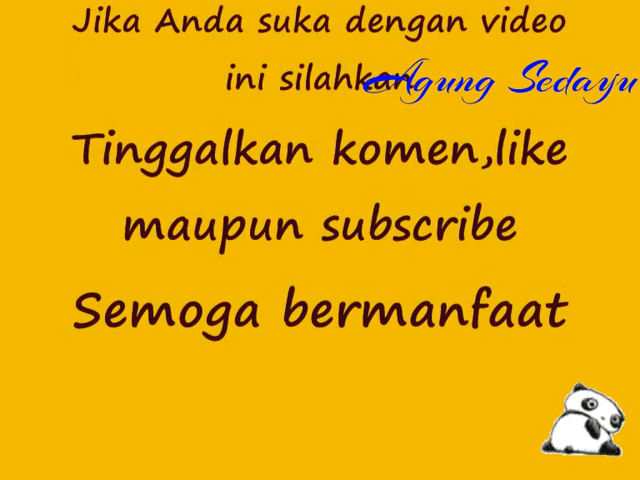 Jika Anda suka dengan video
ini silahkan
Agung Sedayu
Tinggalkan komen,like
maupun subscribe
Semoga bermanfaat